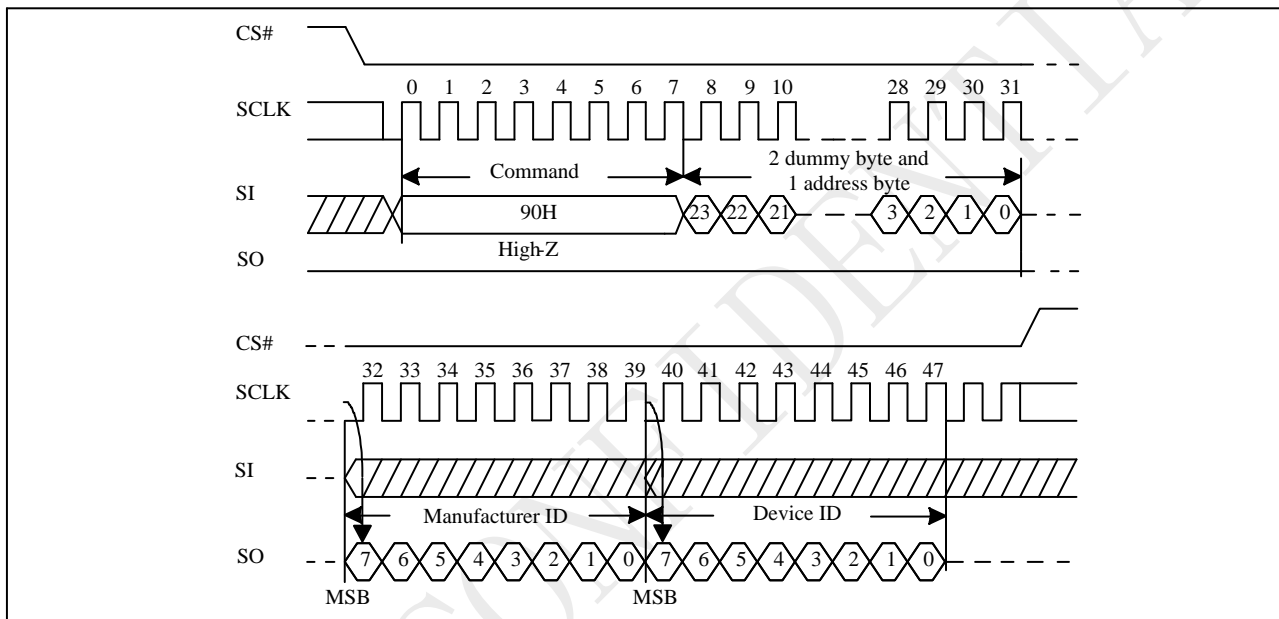 CS#
0 1 2 3 4 5 6 7 8 9 10 28 29 30 31
SCLK
Command
2 dummy byte and
1 address byte
SI
90H
23 22 21 3 2 1 0
High-Z
SO
CS#
32 33 34 35 36 37 38 39 40 41 42 43 44 45 46 47
SCLK
SI
Manufacturer ID
Device ID
SO
7 6 5 4 3 2 1 0 7 6 5 4 3 2 1 0
MSB
MSB
CONFIDENTIA